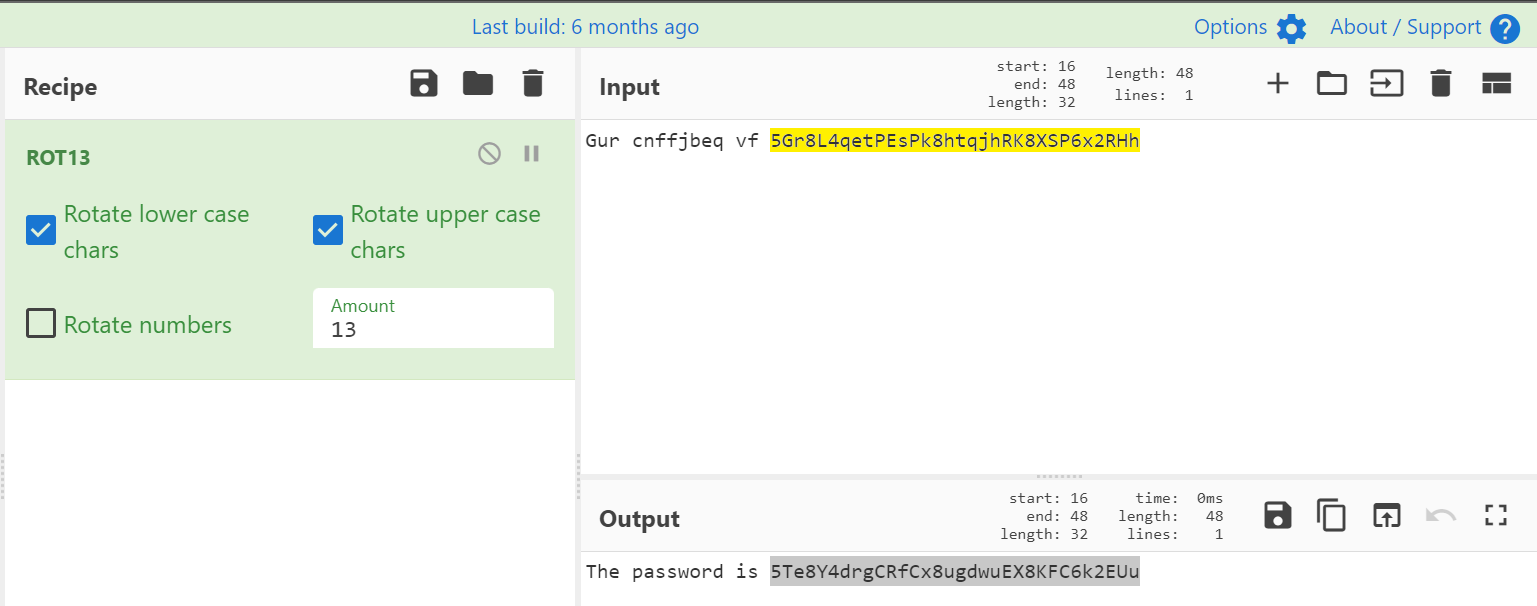 Last build: 6 months ago
Options
About / Support
Recipe
Input
start: 16
end: 48
length: 32
length: 48
lines: 1
ROT13
Rotate lower case
chars
Rotate upper case
chars
Rotate numbers
Amount
13
Gur cnffjbeq vf 5Gr8L4qetPEsPk8htqjhRK8XSP6x2RHh
Output
start: 16
end: 48
length: 32
time: 0ms
length: 48
lines: 1
The password is 5Te8Y4drgCRfCx8ugdwuEX8KFC6k2EUu